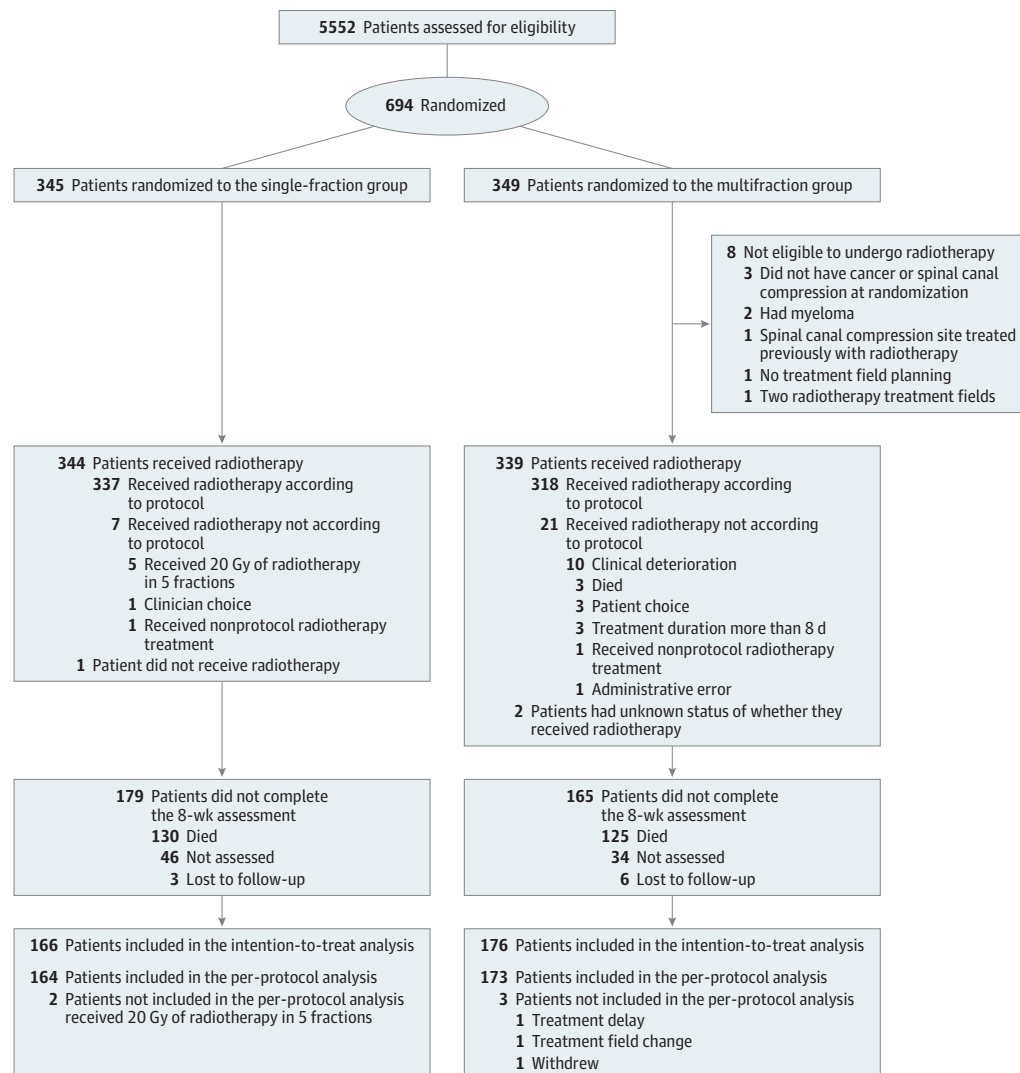 5552 Patients assessed for eligibility
694 Randomized
345 Patients randomized to the single-fraction group
349 Patients randomized to the multifraction group
8 Not eligible to undergo radiotherapy
3 Did not have cancer or spinal canal
compression at randomization
2 Had myeloma
1 Spinal canal compression site treated
previously with radiotherapy
1 No treatment field planning
1 Two radiotherapy treatment fields
344 Patients received radiotherapy
337 Received radiotherapy according
to protocol
7 Received radiotherapy not according
to protocol
5 Received 20 Gy of radiotherapy
in 5 fractions
1 Clinician choice
1 Received nonprotocol radiotherapy
treatment
1 Patient did not receive radiotherapy
339 Patients received radiotherapy
318 Received radiotherapy according
to protocol
21 Received radiotherapy not according
to protocol
10 Clinical deterioration
3 Died
3 Patient choice
3 Treatment duration more than 8 d
1 Received nonprotocol radiotherapy
treatment
1 Administrative error
2 Patients had unknown status of whether they
received radiotherapy
179 Patients did not complete
the 8-wk assessment
130 Died
46 Not assessed
3 Lost to follow-up
165 Patients did not complete
the 8-wk assessment
125 Died
34 Not assessed
6 Lost to follow-up
166 Patients included in the intention-to-treat analysis
164 Patients included in the per-protocol analysis
2 Patients not included in the per-protocol analysis
received 20 Gy of radiotherapy in 5 fractions
176 Patients included in the intention-to-treat analysis
173 Patients included in the per-protocol analysis
3 Patients not included in the per-protocol analysis
1 Treatment delay
1 Treatment field change
1 Withdrew